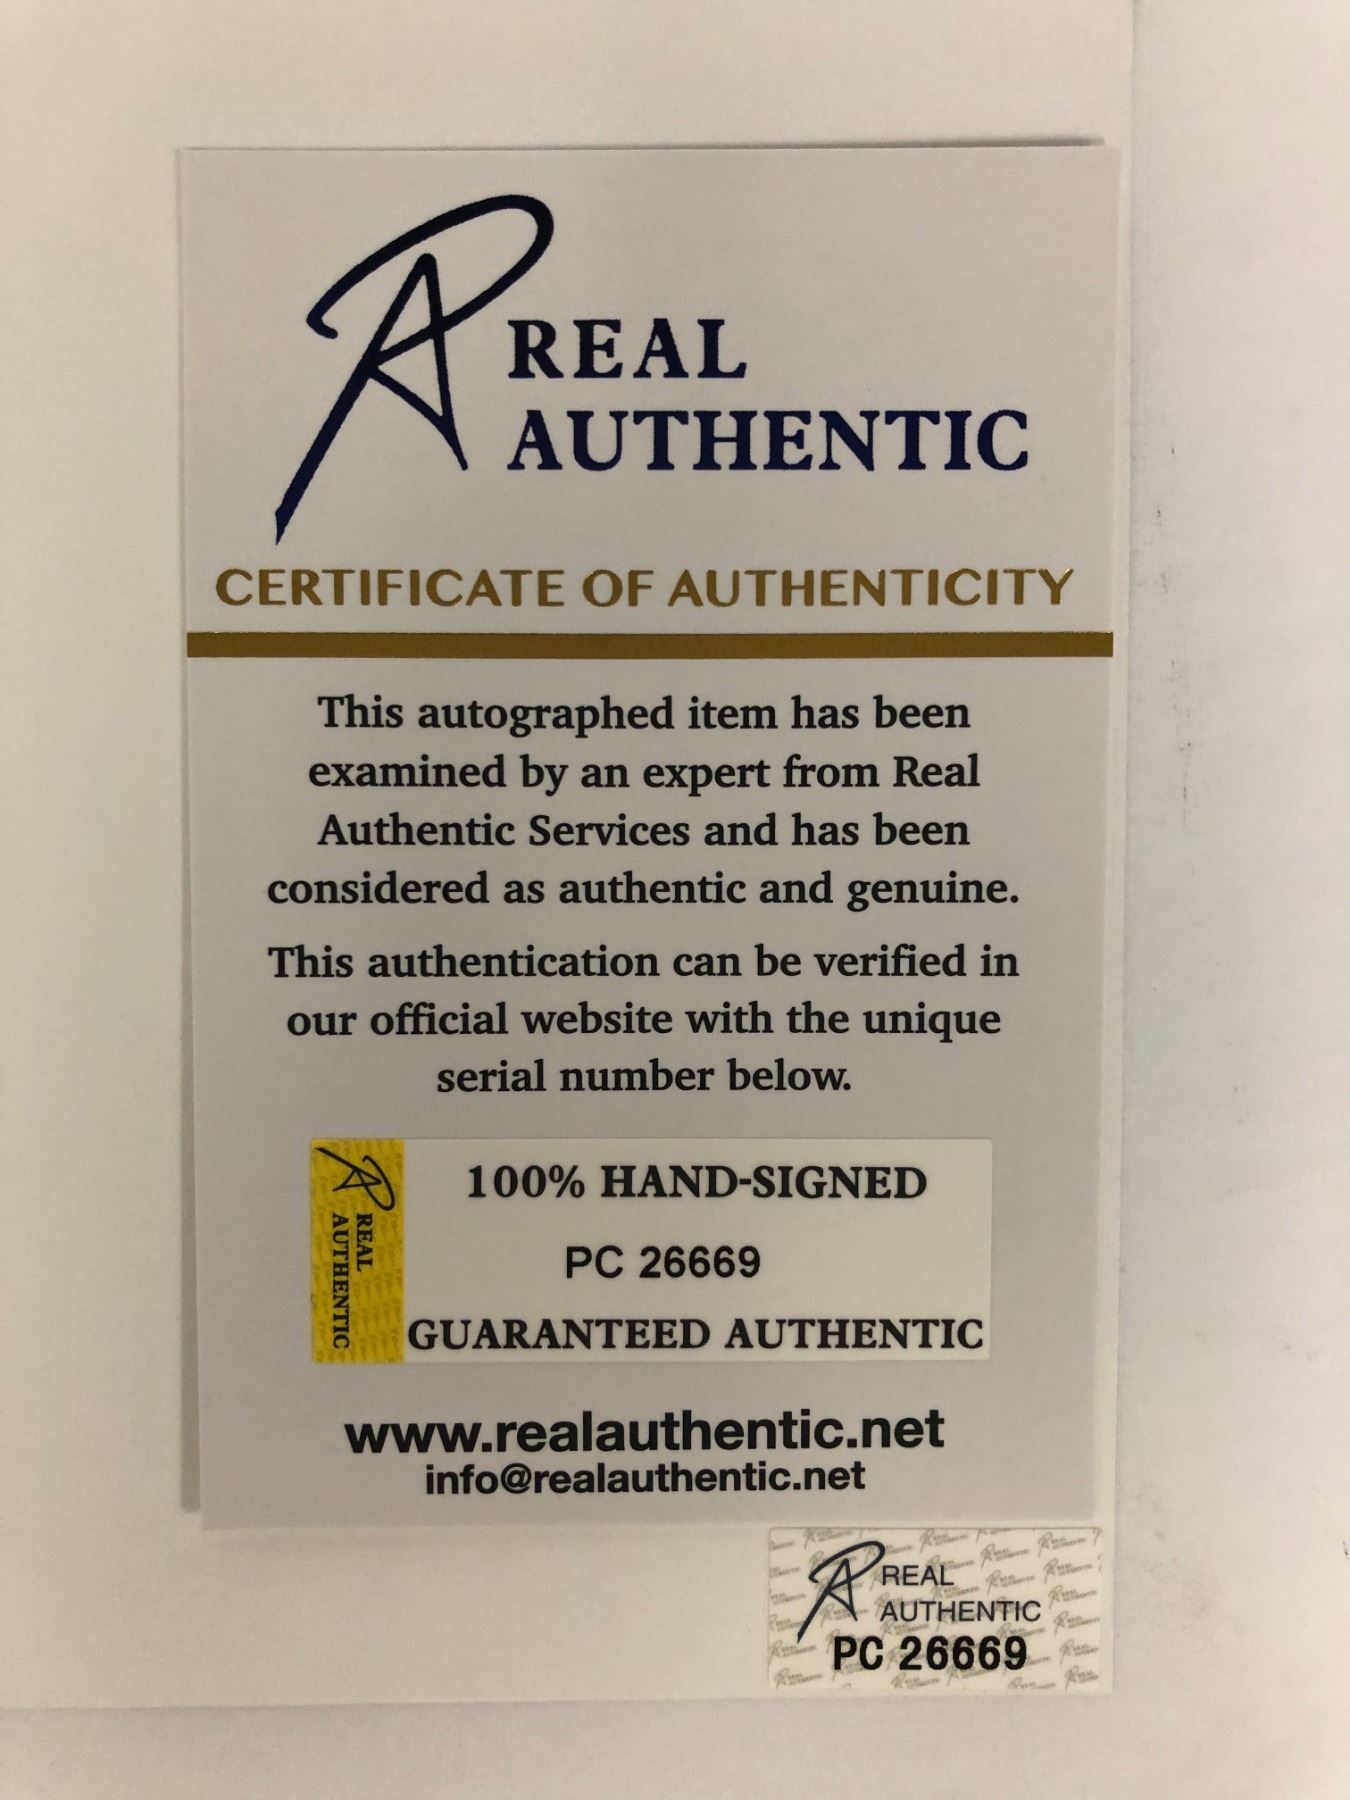 REAL
AUTHENTIC
CERTIFICATE OF AUTHENTICITY
This autographed item has been
examined by an expert from Real
Authentic Services and has been
considered as authentic and genuine.
This authentication can be verified in
our official website with the unique
serial number below.
REAL
AUTHENTIC
100% HAND-SIGNED
PC 26669
GUARANTEED AUTHENTIC
www.realauthentic.net
info@realauthentic.net
REAL
AUTHENTIC
PC 26669